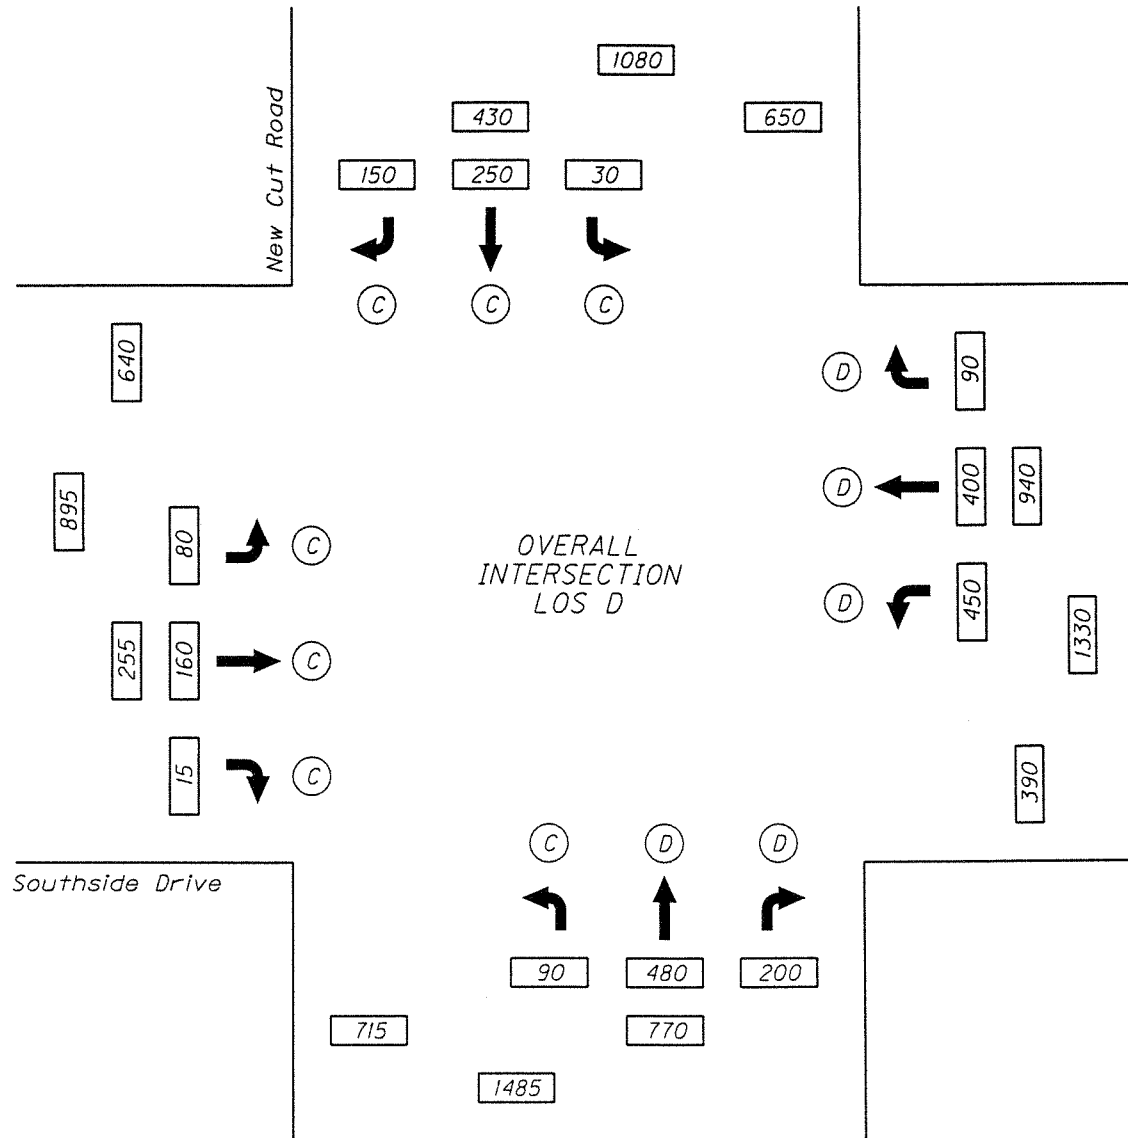 1080
430
650
New Cut Road
150
250
30
C
C
C
640
D
90
895
D
400
940
80
C
OVERALL
INTERSECTION
LOS D
D
450
1330
255
160
C
15
C
390
C
D
D
Southside Drive
90
480
200
715
770
1485